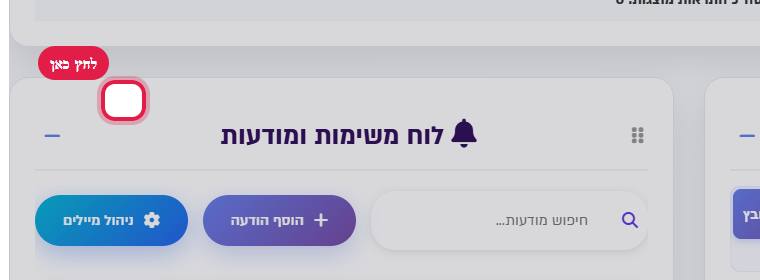 לחץ כאן
לוח משימות ומודעות
חיפוש מודעות...
הוסף הודעה
ניהול מיילים